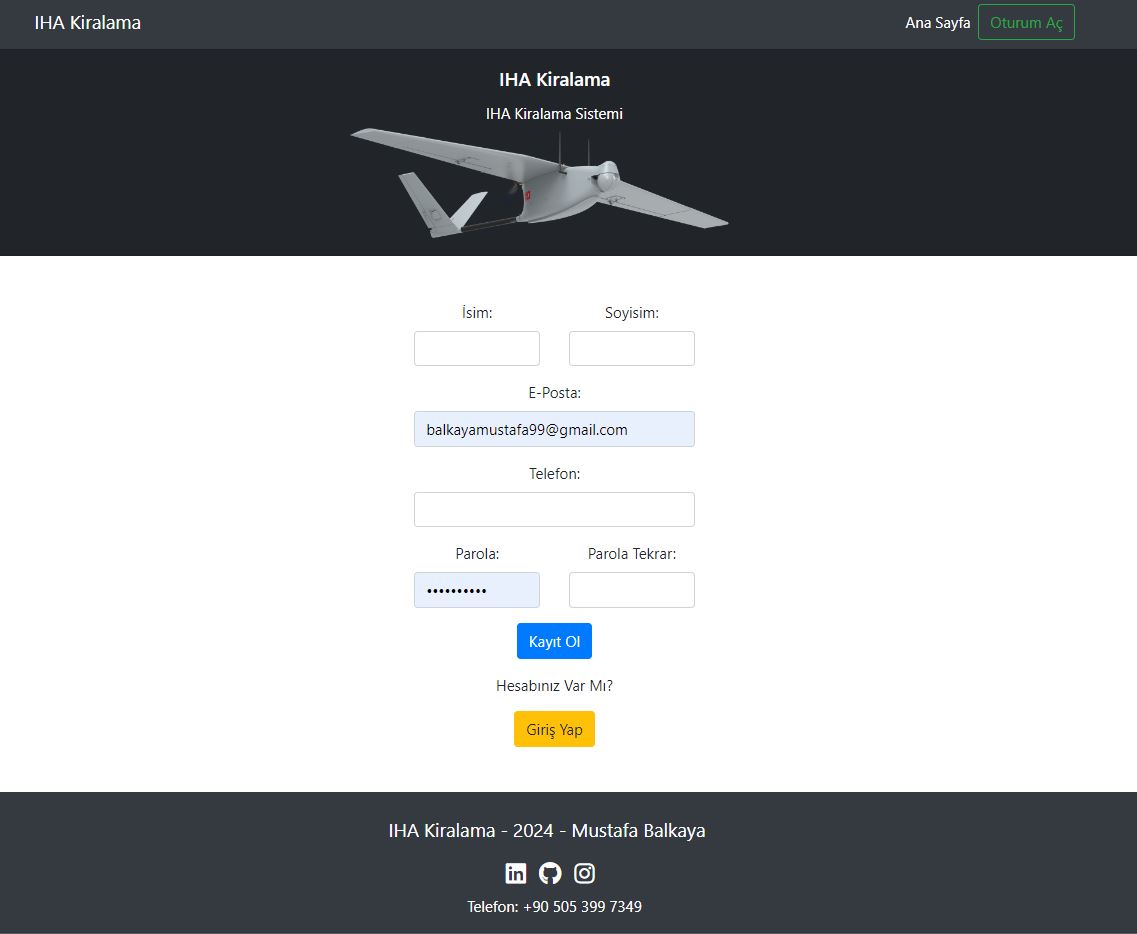 IHA Kiralama
Ana Sayfa Oturum Aç
IHA Kiralama
IHA Kiralama Sistemi
İsim: Soyisim:
E-Posta:
balkayamustafa99@gmail.com
Telefon:
Parola: Parola Tekrar:
••••••••••
Kayıt Ol
Hesabınız Var Mı?
Giriş Yap
IHA Kiralama - 2024 - Mustafa Balkaya
Telefon: +90 505 399 7349